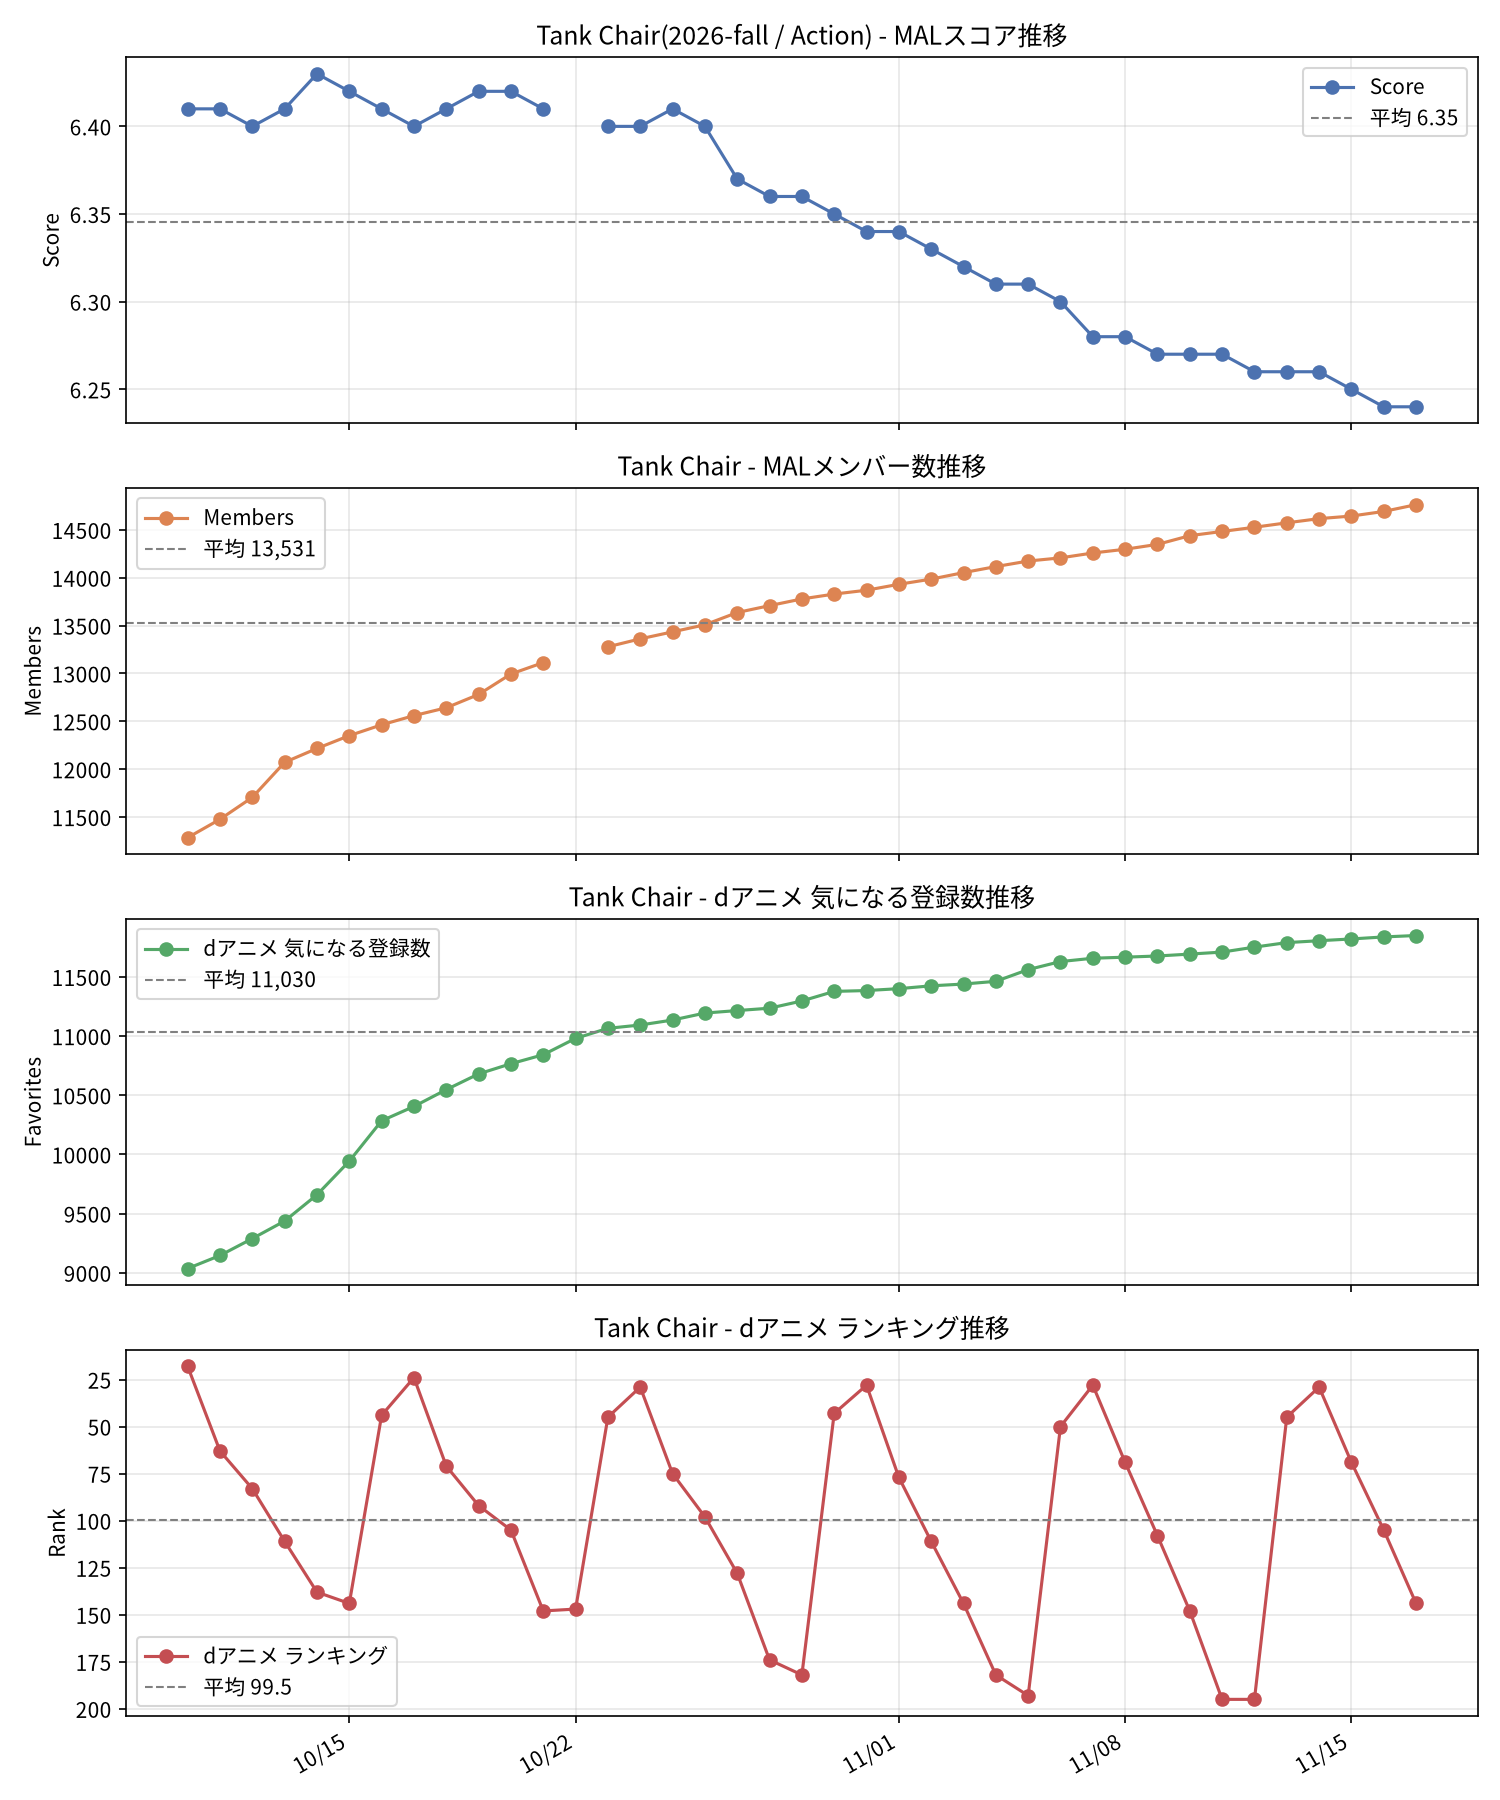 Tank Chair(2026-fall / Action) - MALスコア推移
Score
平均 6.35
Score
6.40
6.35
6.30
6.25
Tank Chair - MALメンバー数推移
Members
平均 13,531
Members
14500
14000
13500
13000
12500
12000
11500
Tank Chair - dアニメ 気になる登録数推移
dアニメ 気になる登録数
平均 11,030
Favorites
11500
11000
10500
10000
9500
9000
Tank Chair - dアニメ ランキング推移
Rank
25
50
75
100
125
150
175
200
dアニメ ランキング
平均 99.5
10/15
10/22
11/01
11/08
11/15